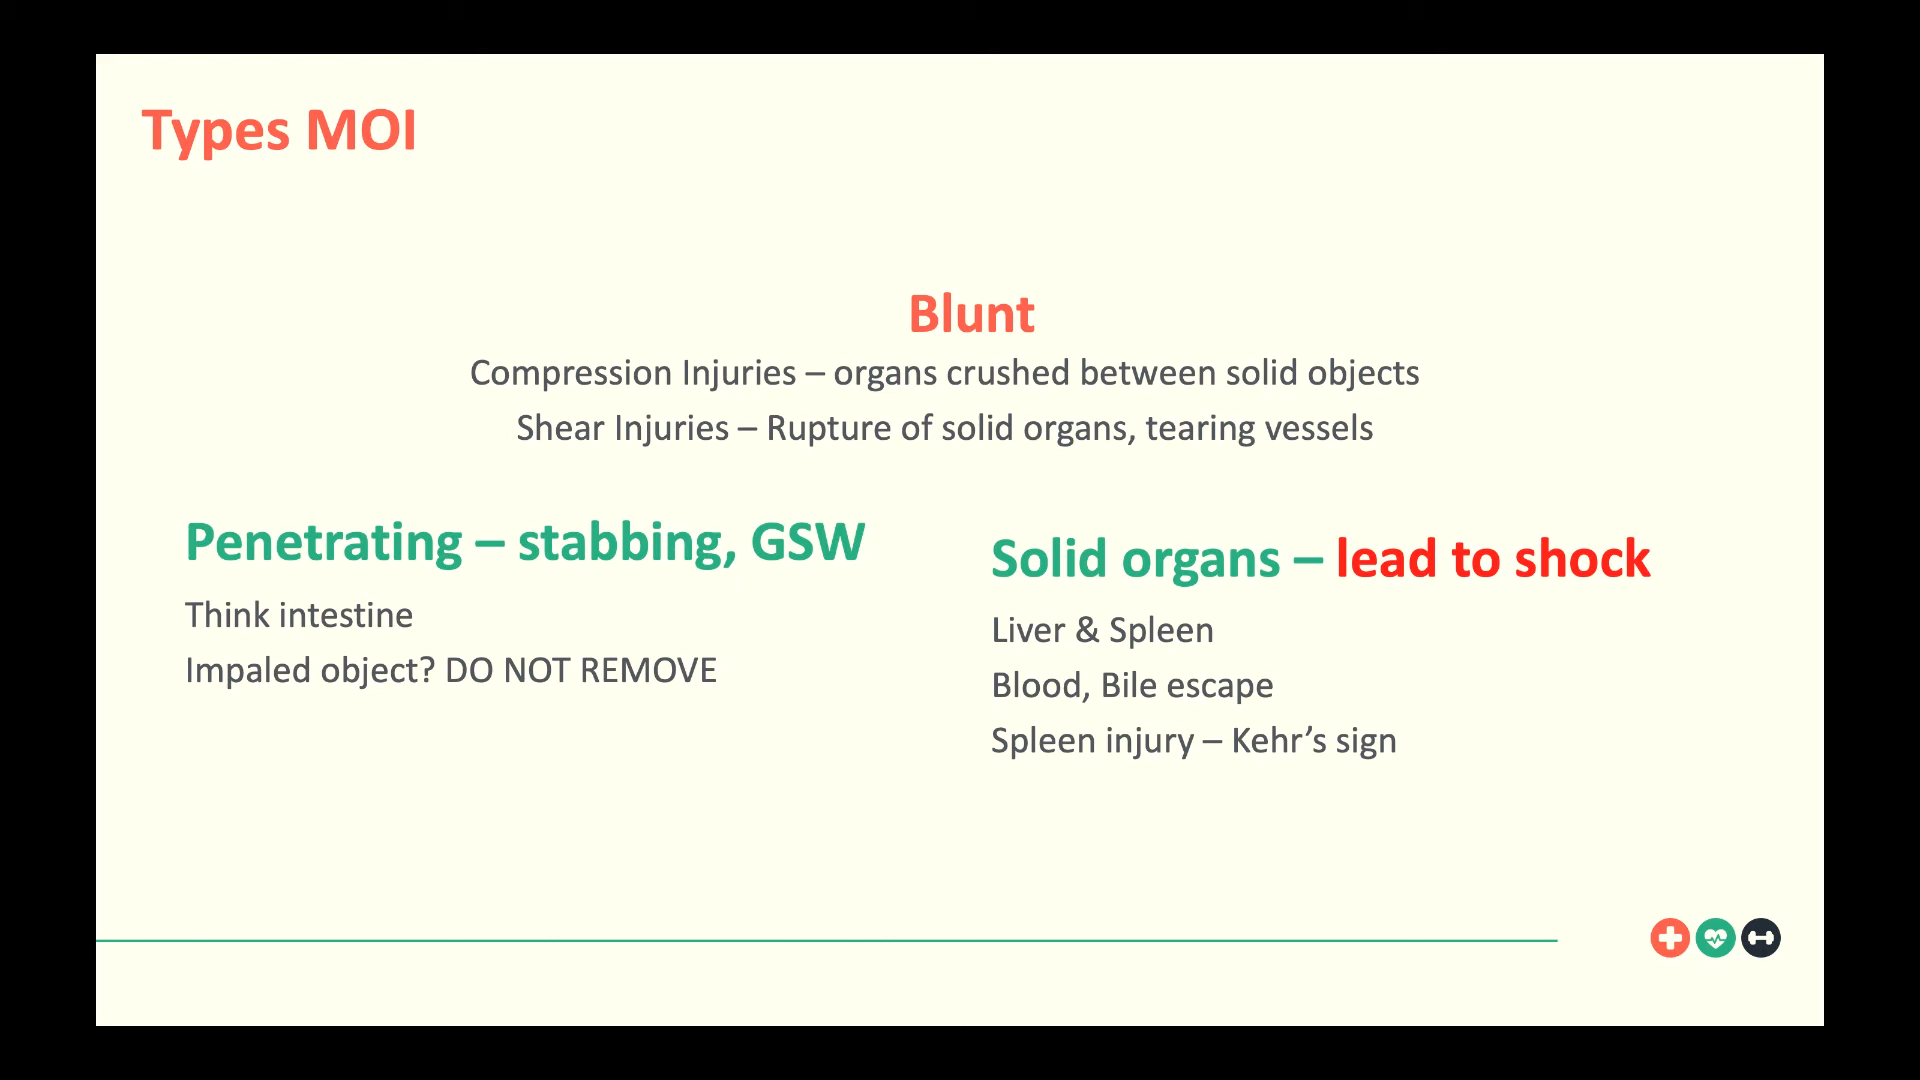 Types MOI
Blunt
Compression Injuries – organs crushed between solid objects
Shear Injuries – Rupture of solid organs, tearing vessels
Penetrating – stabbing, GSW
Think intestine
Impaled object? DO NOT REMOVE
Solid organs – lead to shock
Liver & Spleen
Blood, Bile escape
Spleen injury – Kehr’s sign